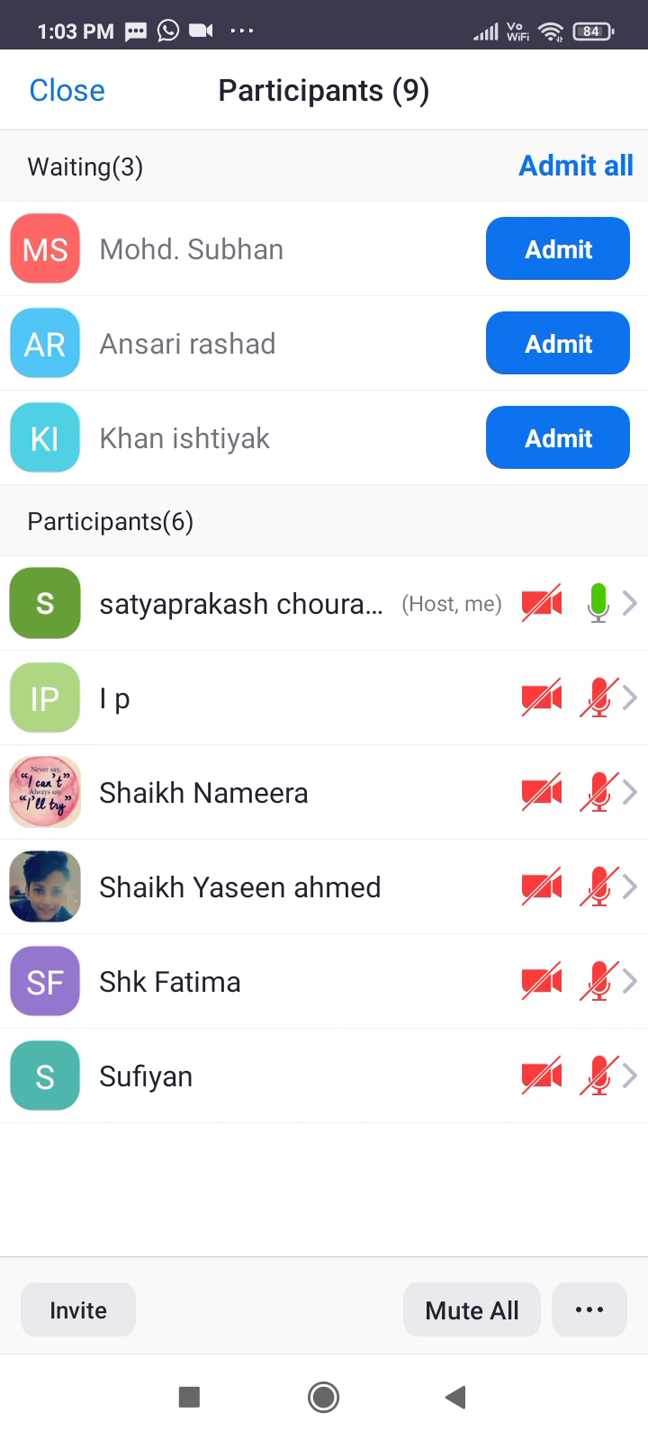 1:03 PM
Vo
WiFi
84
Close
Participants (9)
Waiting(3)
Admit all
MS
Mohd. Subhan
Admit
AR
Ansari rashad
Admit
KI
Khan ishtiyak
Admit
Participants(6)
S
satyaprakash choura...
(Host, me)
IP
I p
Never say,
“I can't”
Always say,
“I'll try”
Shaikh Nameera
Shaikh Yaseen ahmed
SF
Shk Fatima
S
Sufiyan
Invite
Mute All